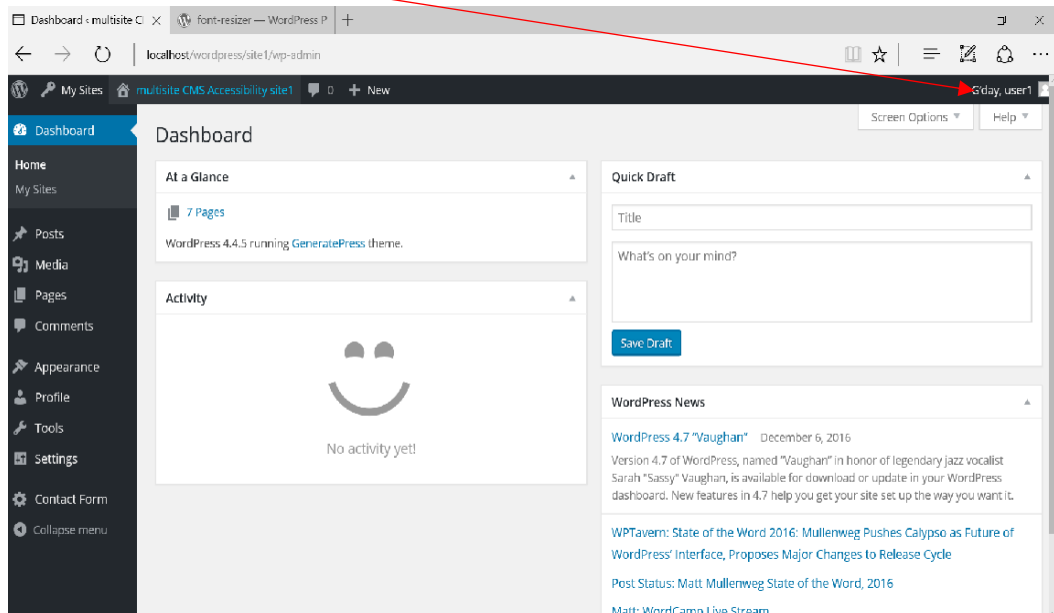 Dashboard ‹ multisite C
font-resizer — WordPress P
localhost/wordpress/site1/wp-admin
My Sites
multisite CMS Accessibility site1
0
New
G'day, user1
Screen Options
Help
Dashboard
Home
My Sites
Posts
Media
Pages
Comments
Appearance
Profile
Tools
Settings
Contact Form
Collapse menu
Dashboard
At a Glance
7 Pages
WordPress 4.4.5 running GeneratePress theme.
Activity
No activity yet!
Quick Draft
Title
What's on your mind?
Save Draft
WordPress News
WordPress 4.7 "Vaughan" December 6, 2016
Version 4.7 of WordPress, named "Vaughan" in honor of legendary jazz vocalist
Sarah "Sassy" Vaughan, is available for download or update in your WordPress
dashboard. New features in 4.7 help you get your site set up the way you want it.
WPTavern: State of the Word 2016: Mullenweg Pushes Calypso as Future of
WordPress' Interface, Proposes Major Changes to Release Cycle
Post Status: Matt Mullenweg State of the Word, 2016
Matt: WordCamp Live Stream